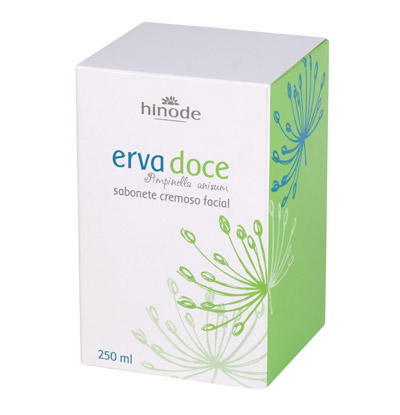 hinode
erva doce
Pimpinella anisum
sabonete cremoso facial
250 ml